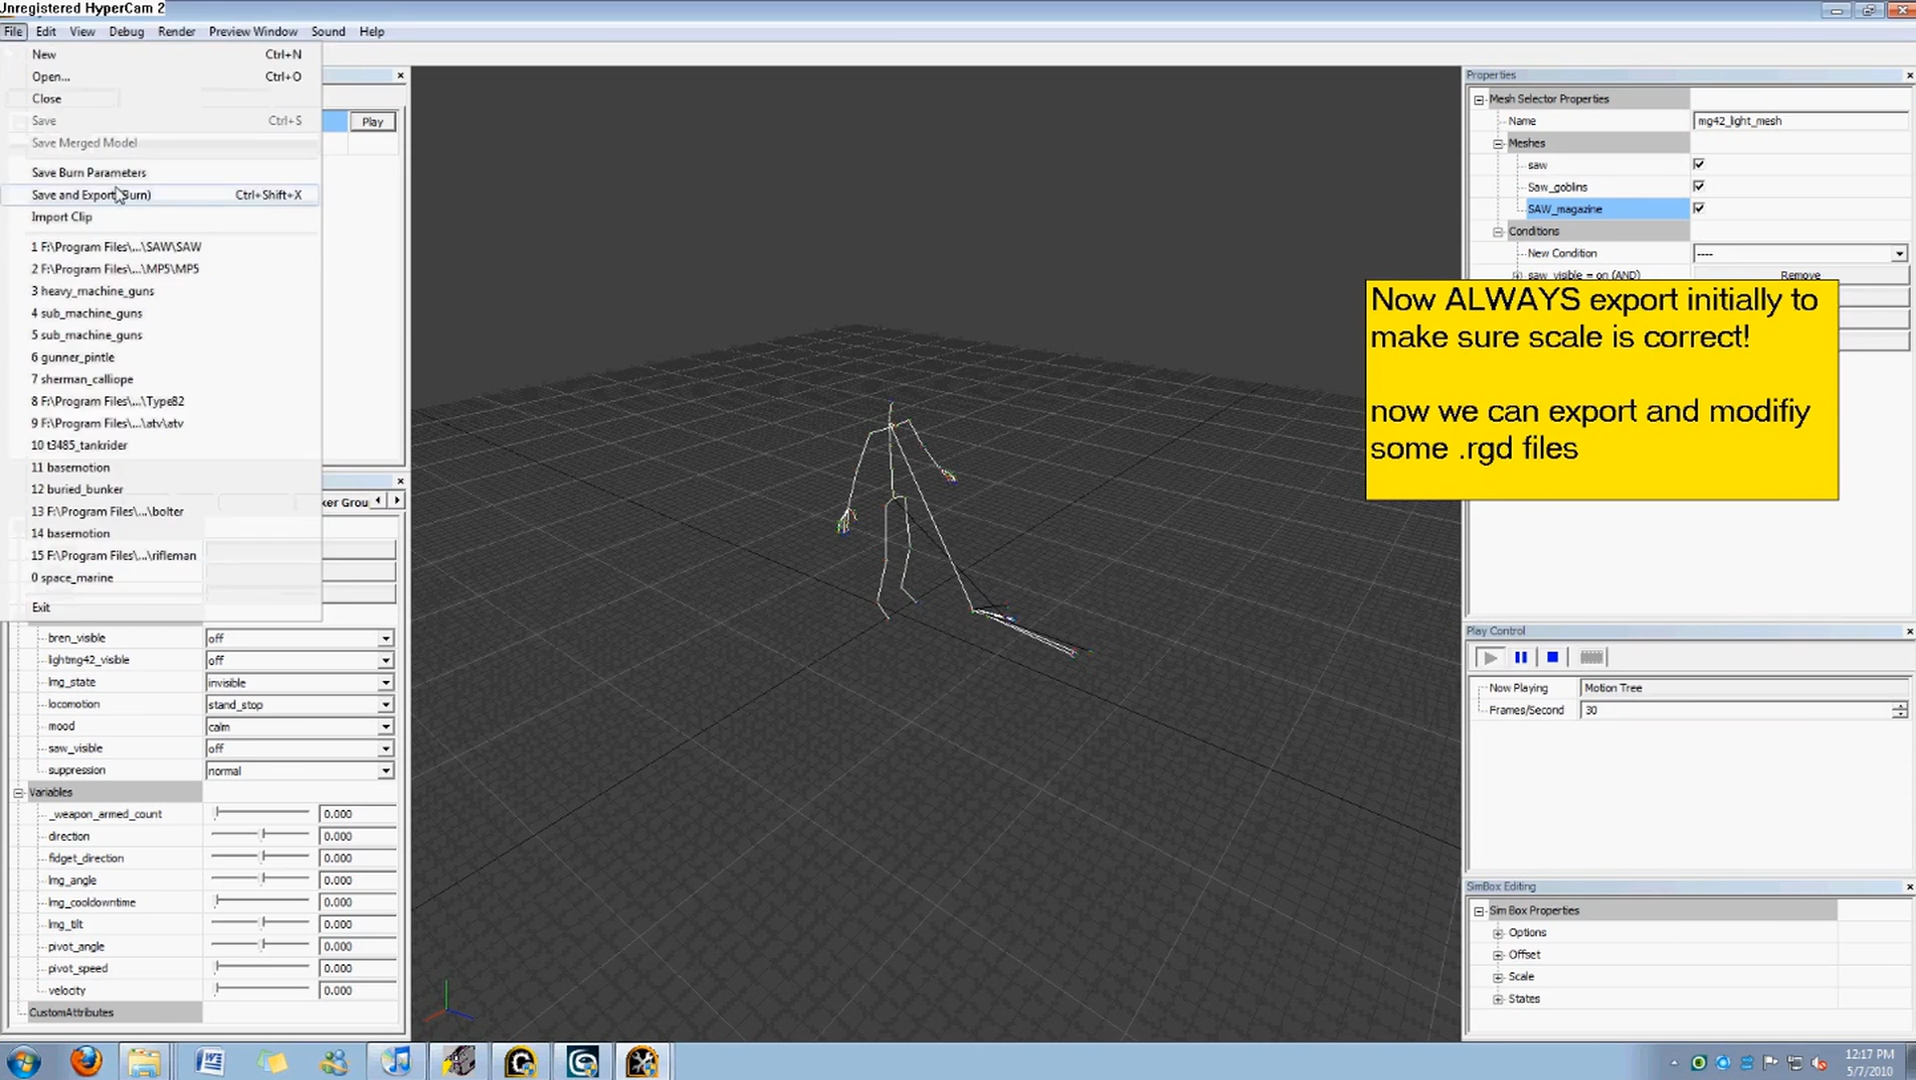 Unregistered HyperCam 2
File Edit View Debug Render Preview Window Sound Help
New Ctrl+N
Open... Ctrl+O
Close
Save Ctrl+S
Save Merged Model
Save Burn Parameters
Save and Export (Burn) Ctrl+Shift+X
Import Clip
1 F:\Program Files\...\SAW\SAW
2 F:\Program Files\...\MP5\MP5
3 heavy_machine_guns
4 sub_machine_guns
5 sub_machine_guns
6 gunner_pintle
7 sherman_calliope
8 F:\Program Files\...\Type82
9 F:\Program Files\...\atv\atv
10 t3485_tankrider
11 basemotion
12 buried_bunker
13 F:\Program Files\...\bolter
14 basemotion
15 F:\Program Files\...\rifleman
0 space_marine
Exit
Play
ker Grou
bren_visible off
lightmg42_visible off
lmg_state invisible
locomotion stand_stop
mood calm
saw_visible off
suppression normal
Variables
_weapon_armed_count 0.000
direction 0.000
fidget_direction 0.000
lmg_angle 0.000
lmg_cooldowntime 0.000
lmg_tilt 0.000
pivot_angle 0.000
pivot_speed 0.000
velocity 0.000
CustomAttributes
Properties
Mesh Selector Properties
Name mg42_light_mesh
Meshes
saw
Saw_goblins
SAW_magazine
Conditions
New Condition ----
saw_visible = on (AND) Remove
Now ALWAYS export initially to
make sure scale is correct!
now we can export and modifiy
some .rgd files
Play Control
Now Playing Motion Tree
Frames/Second 30
SimBox Editing
Sim Box Properties
Options
Offset
Scale
States
12:17 PM
5/7/2010